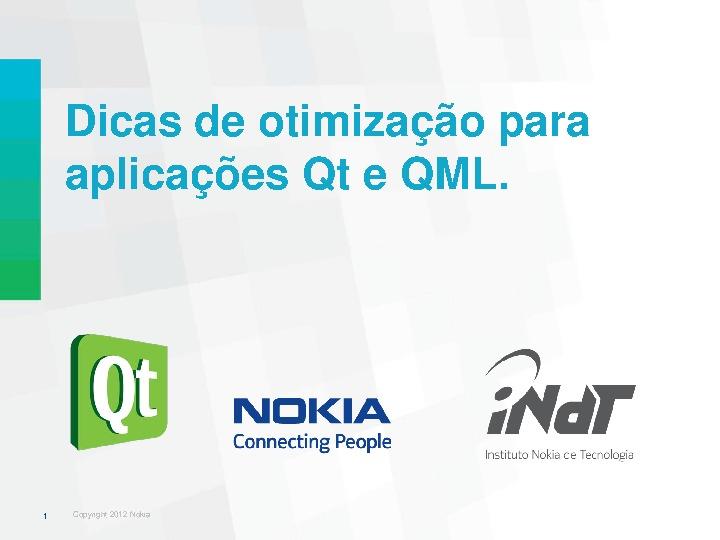 Dicas de otimização para
aplicações Qt e QML.
Qt
NOKIA
Connecting People
iNdT
Instituto Nokia de Tecnologia
1
Copyright 2012 Nokia